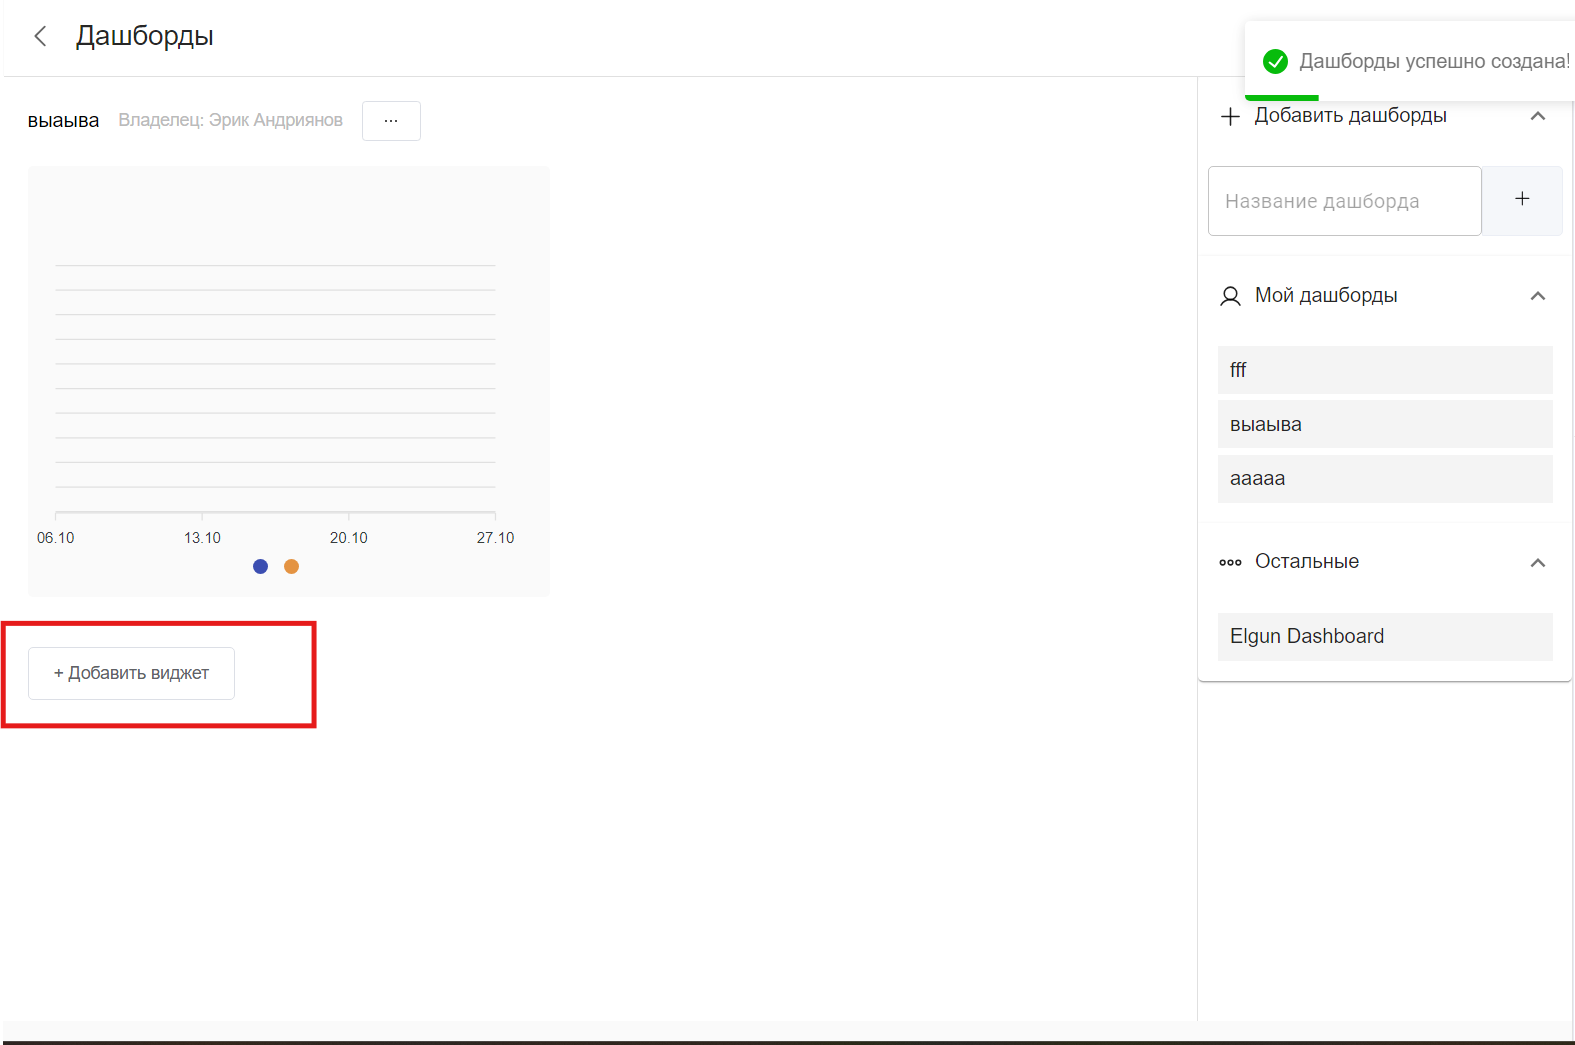 Дашборды
Дашборды успешно создана!
выаыва Владелец: Эрик Андриянов ...
06.10 13.10 20.10 27.10
+ Добавить виджет
Добавить дашборды
Название дашборда +
Мой дашборды
fff
выаыва
ааааа
Остальные
Elgun Dashboard